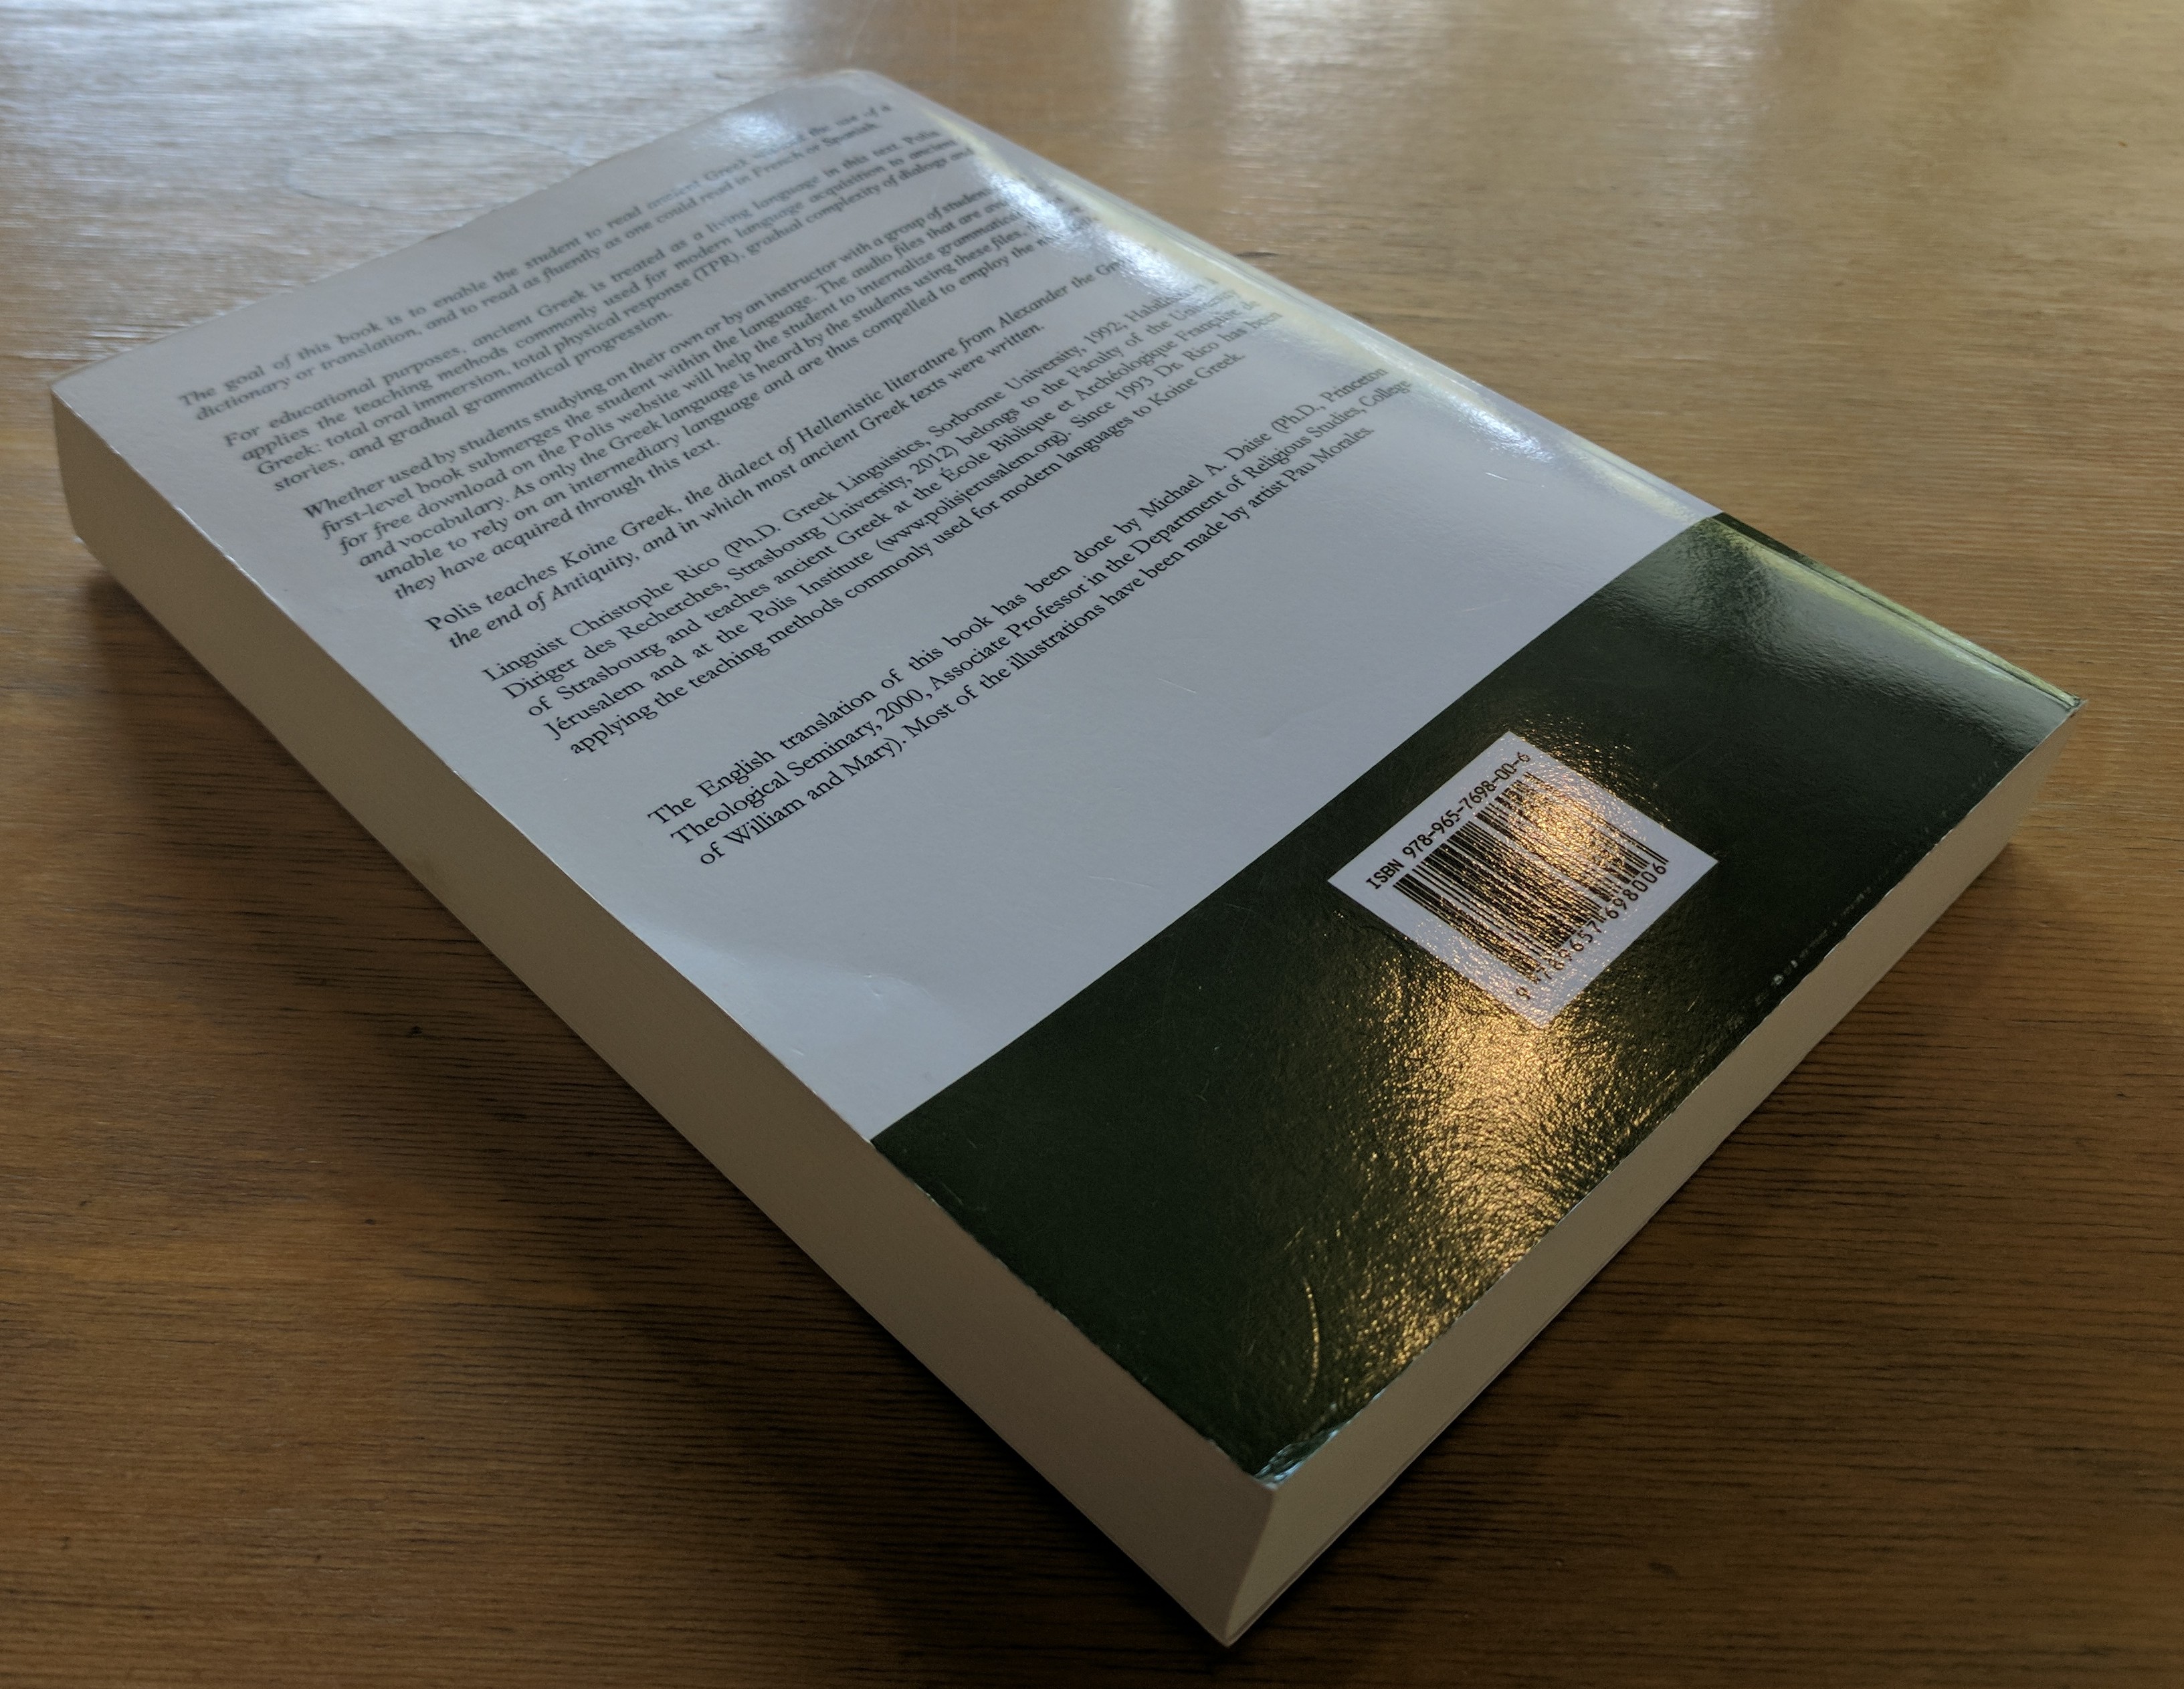 The goal of this book is to enable the student to read ancient Greek without the use of a
dictionary or translation, and to read as fluently as one could read in French or Spanish.
For educational purposes, ancient Greek is treated as a living language in this text. Polis
applies the teaching methods commonly used for modern language acquisition to ancient
Greek: total oral immersion, total physical response (TPR), gradual complexity of dialogs and
stories, and gradual grammatical progression.
Whether used by students studying on their own or by an instructor with a group of students,
first-level book submerges the student within the language. The audio files that are
for free download on the Polis website will help the student to internalize grammatical
and vocabulary. As only the Greek language is heard by the students using these files,
unable to rely on an intermediary language and are thus compelled to employ the
they have acquired through this text.
Polis teaches Koine Greek, the dialect of Hellenistic literature from Alexander the
the end of Antiquity, and in which most ancient Greek texts were written.
Linguist Christophe Rico (Ph.D. Greek Linguistics, Sorbonne University, 1992;
Diriger des Recherches, Strasbourg University, 2012) belongs to the Faculty of the University
of Strasbourg and teaches ancient Greek at the École Biblique et Archéologique Française de
Jérusalem and at the Polis Institute (www.polisjerusalem.org). Since 1993 Dr. Rico has been
applying the teaching methods commonly used for modern languages to Koine Greek.
The English translation of this book has been done by Michael A. Daise (Ph.D., Princeton
Theological Seminary, 2000, Associate Professor in the Department of Religious Studies, College
of William and Mary). Most of the illustrations have been made by artist Pau Morales.
ISBN 978-965-7698-00-6
9 789657 698006